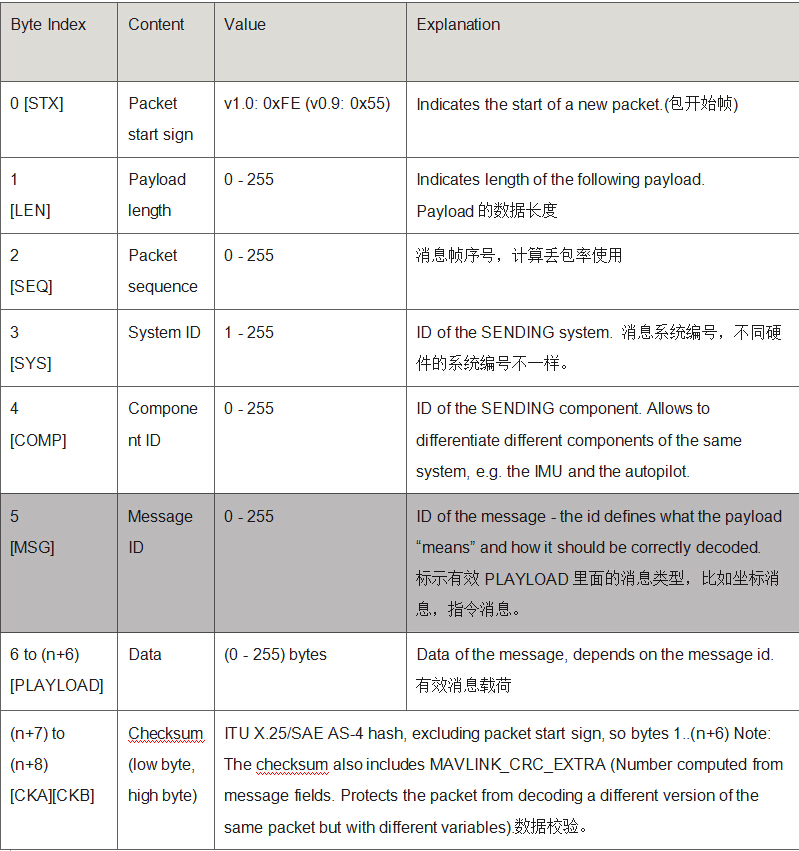 Byte Index
Content
Value
Explanation
0 [STX]
Packet
start sign
v1.0: 0xFE (v0.9: 0x55)
Indicates the start of a new packet.(包开始帧)
1
[LEN]
Payload
length
0 - 255
Indicates length of the following payload.
Payload 的数据长度
2
[SEQ]
Packet
sequence
0 - 255
消息帧序号，计算丢包率使用
3
[SYS]
System ID
1 - 255
ID of the SENDING system. 消息系统编号，不同硬
件的系统编号不一样。
4
[COMP]
Compone
nt ID
0 - 255
ID of the SENDING component. Allows to
differentiate different components of the same
system, e.g. the IMU and the autopilot.
5
[MSG]
Message
ID
0 - 255
ID of the message - the id defines what the payload
“means” and how it should be correctly decoded.
标示有效 PLAYLOAD 里面的消息类型，比如坐标消
息，指令消息。
6 to (n+6)
[PLAYLOAD]
Data
(0 - 255) bytes
Data of the message, depends on the message id.
有效消息载荷
(n+7) to
(n+8)
[CKA][CKB]
Checksum
(low byte,
high byte)
ITU X.25/SAE AS-4 hash, excluding packet start sign, so bytes 1..(n+6) Note:
The checksum also includes MAVLINK_CRC_EXTRA (Number computed from
message fields. Protects the packet from decoding a different version of the
same packet but with different variables).数据校验。